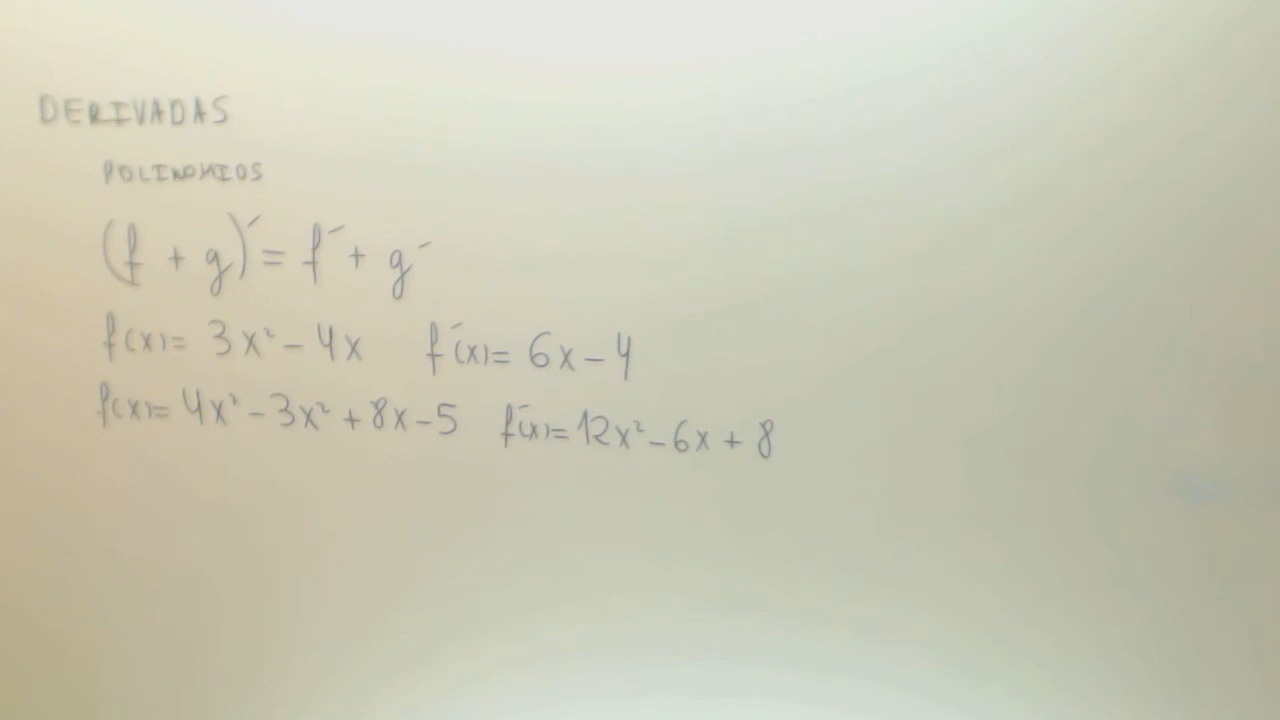 DERIVADAS
POLINOMIOS
(f + g)´= f´+ g´
f(x)= 3x² - 4x f´(x)= 6x - 4
f(x)= 4x³ - 3x² + 8x - 5 f´(x)= 12x² - 6x + 8